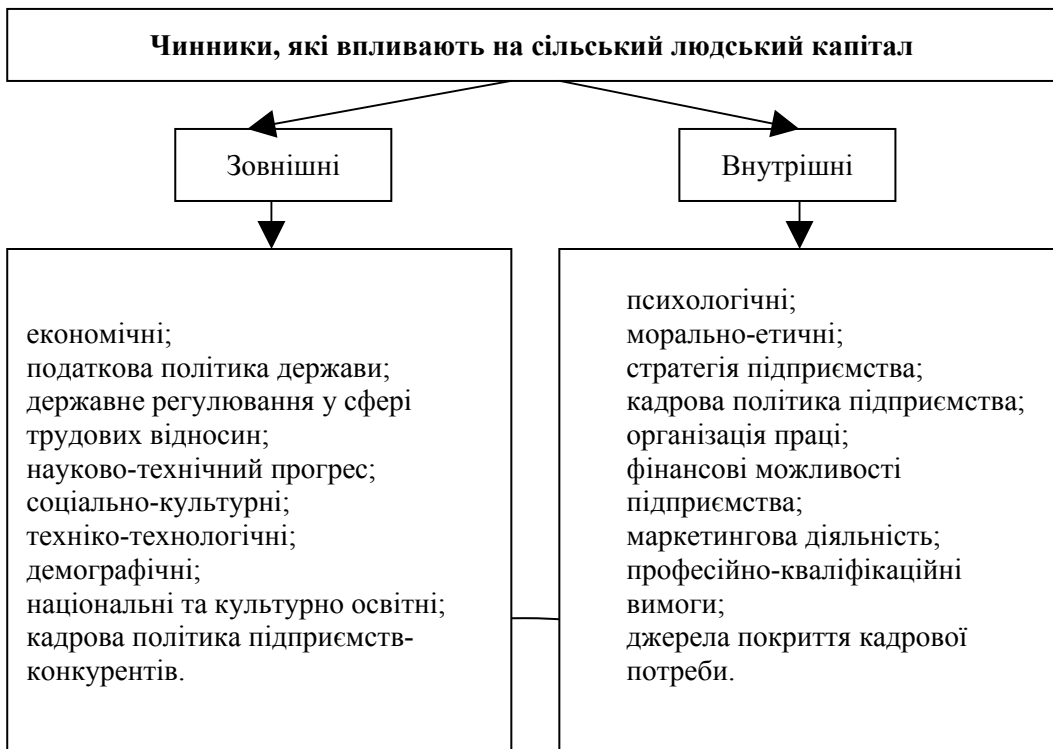 Чинники, які впливають на сільський людський капітал
Зовнішні
Внутрішні
економічні;
податкова політика держави;
державне регулювання у сфері
трудових відносин;
науково-технічний прогрес;
соціально-культурні;
техніко-технологічні;
демографічні;
національні та культурно освітні;
кадрова політика підприємств-
конкурентів.
психологічні;
морально-етичні;
стратегія підприємства;
кадрова політика підприємства;
організація праці;
фінансові можливості
підприємства;
маркетингова діяльність;
професійно-кваліфікаційні
вимоги;
джерела покриття кадрової
потреби.